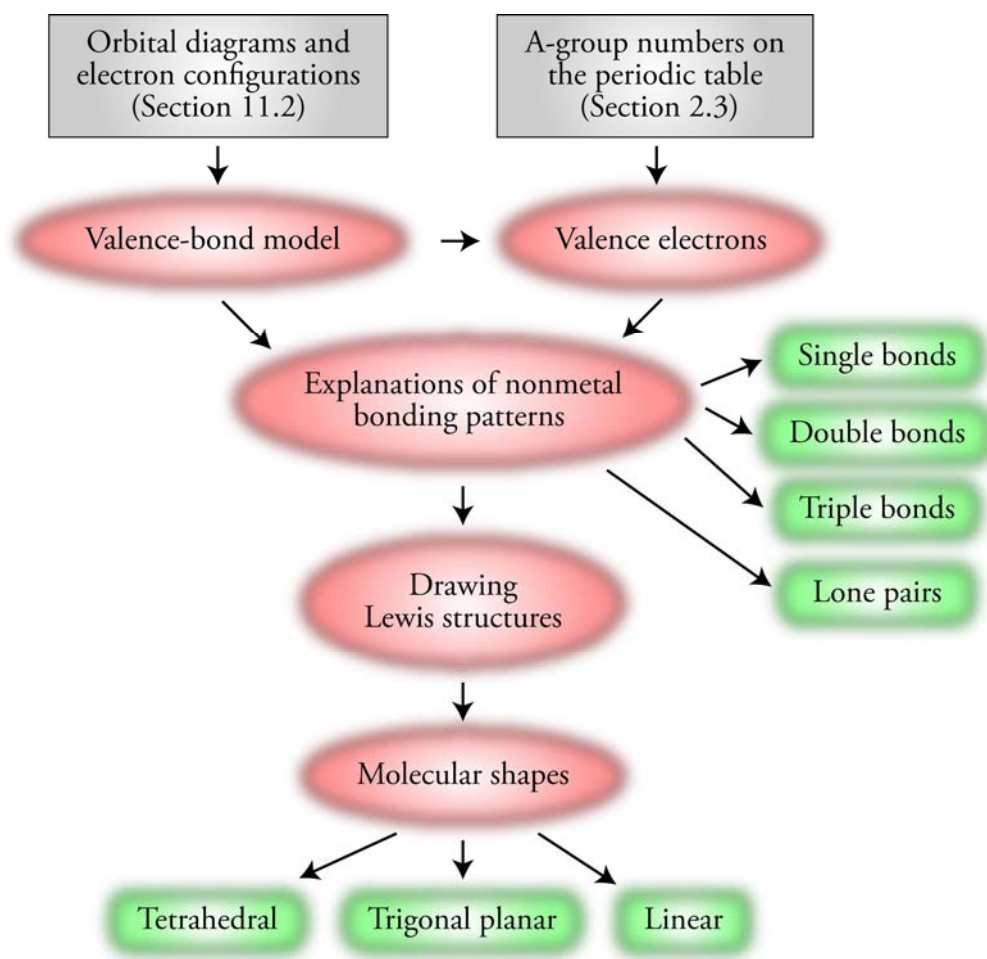 Orbital diagrams and
electron configurations
(Section 11.2)
A-group numbers on
the periodic table
(Section 2.3)
Valence-bond model
Valence electrons
Explanations of nonmetal
bonding patterns
Single bonds
Double bonds
Triple bonds
Lone pairs
Drawing
Lewis structures
Molecular shapes
Tetrahedral
Trigonal planar
Linear